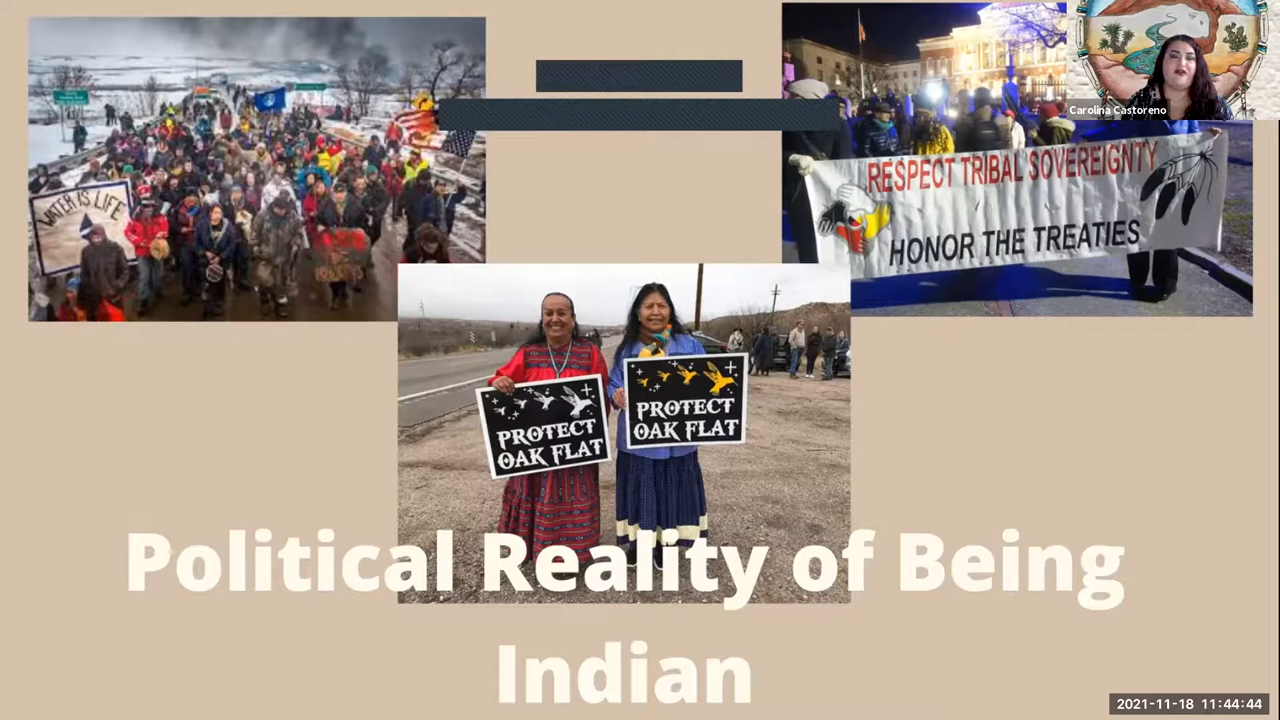 WATER IS LIFE
RESPECT TRIBAL SOVEREIGNTY
HONOR THE TREATIES
Carolina Castoreno
PROTECT
OAK FLAT
PROTECT
OAK FLAT
Political Reality of Being
Indian
2021-11-18 11:44:44